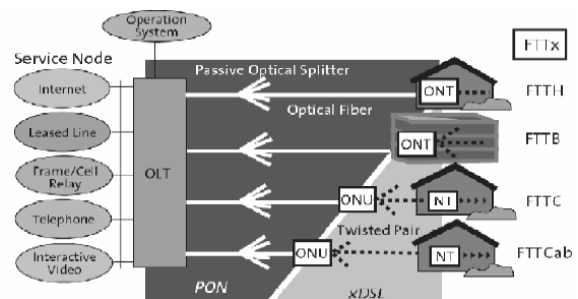 Operation
System
FTTx
Service Node
Passive Optical Splitter
Internet
ONT
FTTH
Optical Fiber
Leased Line
ONT
FTTB
OLT
Frame/Cell
Relay
ONU
NT
FTTC
Telephone
Twisted Pair
ONU
NT
FTTCab
Interactive
Video
PON
xDSL